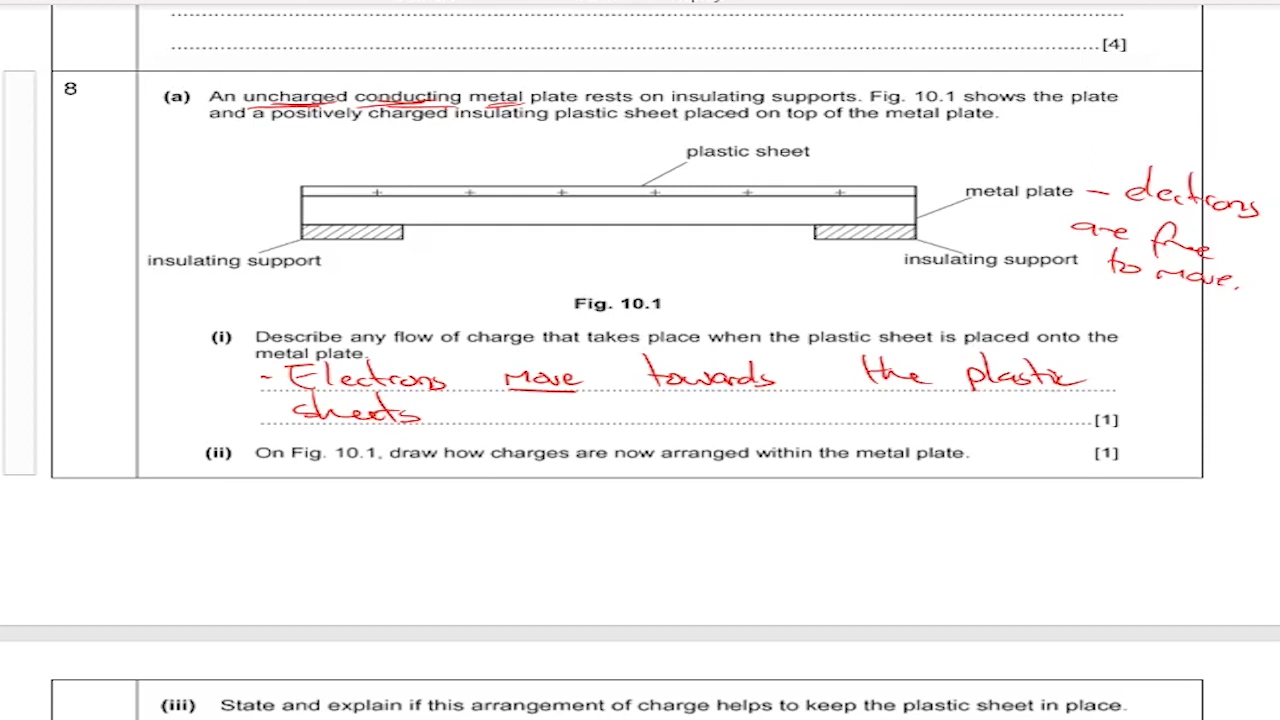 [4]
8
(a) An uncharged conducting metal plate rests on insulating supports. Fig. 10.1 shows the plate
and a positively charged insulating plastic sheet placed on top of the metal plate.
plastic sheet
+ + + + + +
metal plate - electrons
are free
to move.
insulating support
insulating support
Fig. 10.1
(i) Describe any flow of charge that takes place when the plastic sheet is placed onto the
metal plate.
- Electrons move towards the plastic
sheets
[1]
(ii) On Fig. 10.1, draw how charges are now arranged within the metal plate. [1]
(iii) State and explain if this arrangement of charge helps to keep the plastic sheet in place.